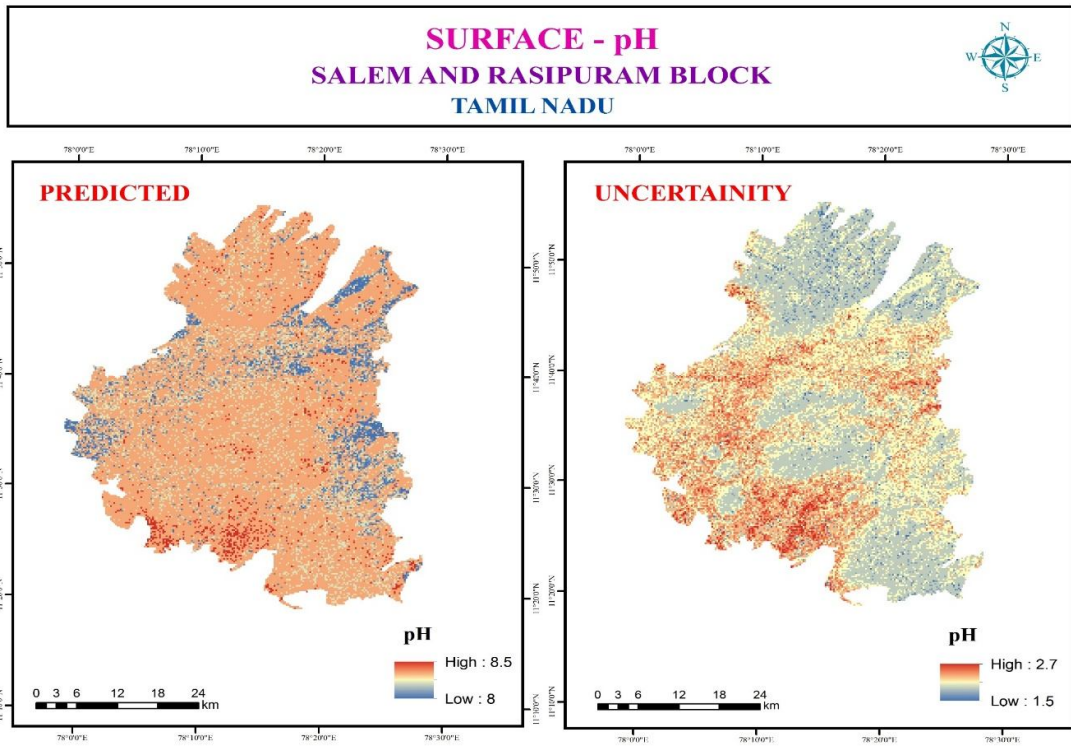 SURFACE - pH
SALEM AND RASIPURAM BLOCK
TAMIL NADU
N
W E
S
78°0'0"E 78°10'0"E 78°20'0"E 78°30'0"E
78°0'0"E 78°10'0"E 78°20'0"E 78°30'0"E
PREDICTED
UNCERTAINITY
pH
High : 8.5
Low : 8
0 3 6 12 18 24
km
pH
High : 2.7
Low : 1.5
0 3 6 12 18 24
km
78°0'0"E 78°10'0"E 78°20'0"E 78°30'0"E
78°0'0"E 78°10'0"E 78°20'0"E 78°30'0"E